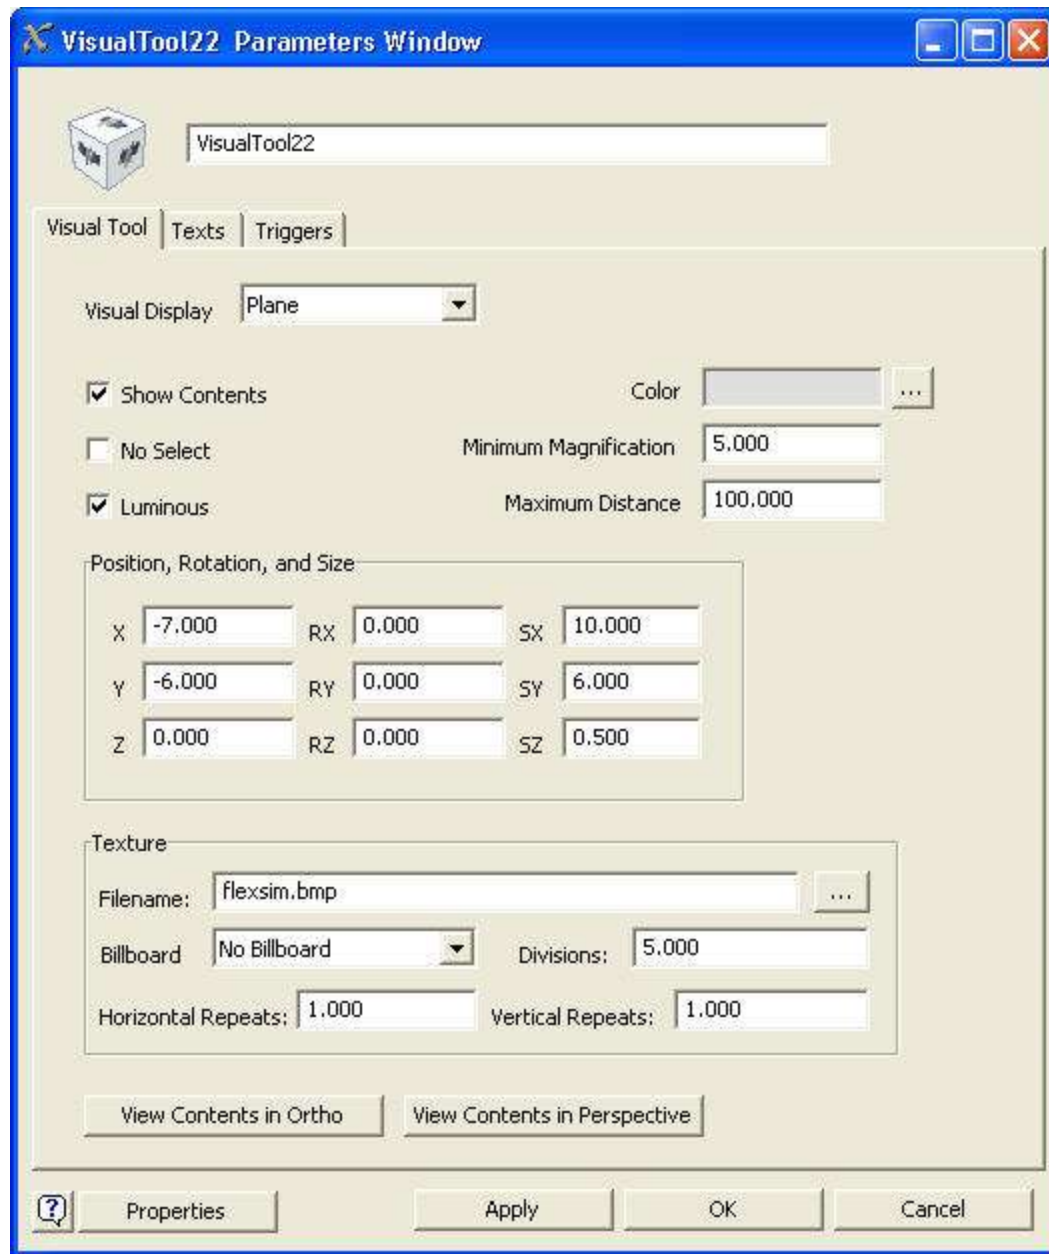 VisualTool22 Parameters Window
VisualTool22
Visual Tool Texts Triggers
Visual Display Plane
Show Contents Color ...
No Select Minimum Magnification 5.000
Luminous Maximum Distance 100.000
Position, Rotation, and Size
X -7.000 RX 0.000 SX 10.000
Y -6.000 RY 0.000 SY 6.000
Z 0.000 RZ 0.000 SZ 0.500
Texture
Filename: flexsim.bmp ...
Billboard No Billboard Divisions: 5.000
Horizontal Repeats: 1.000 Vertical Repeats: 1.000
View Contents in Ortho View Contents in Perspective
? Properties Apply OK Cancel